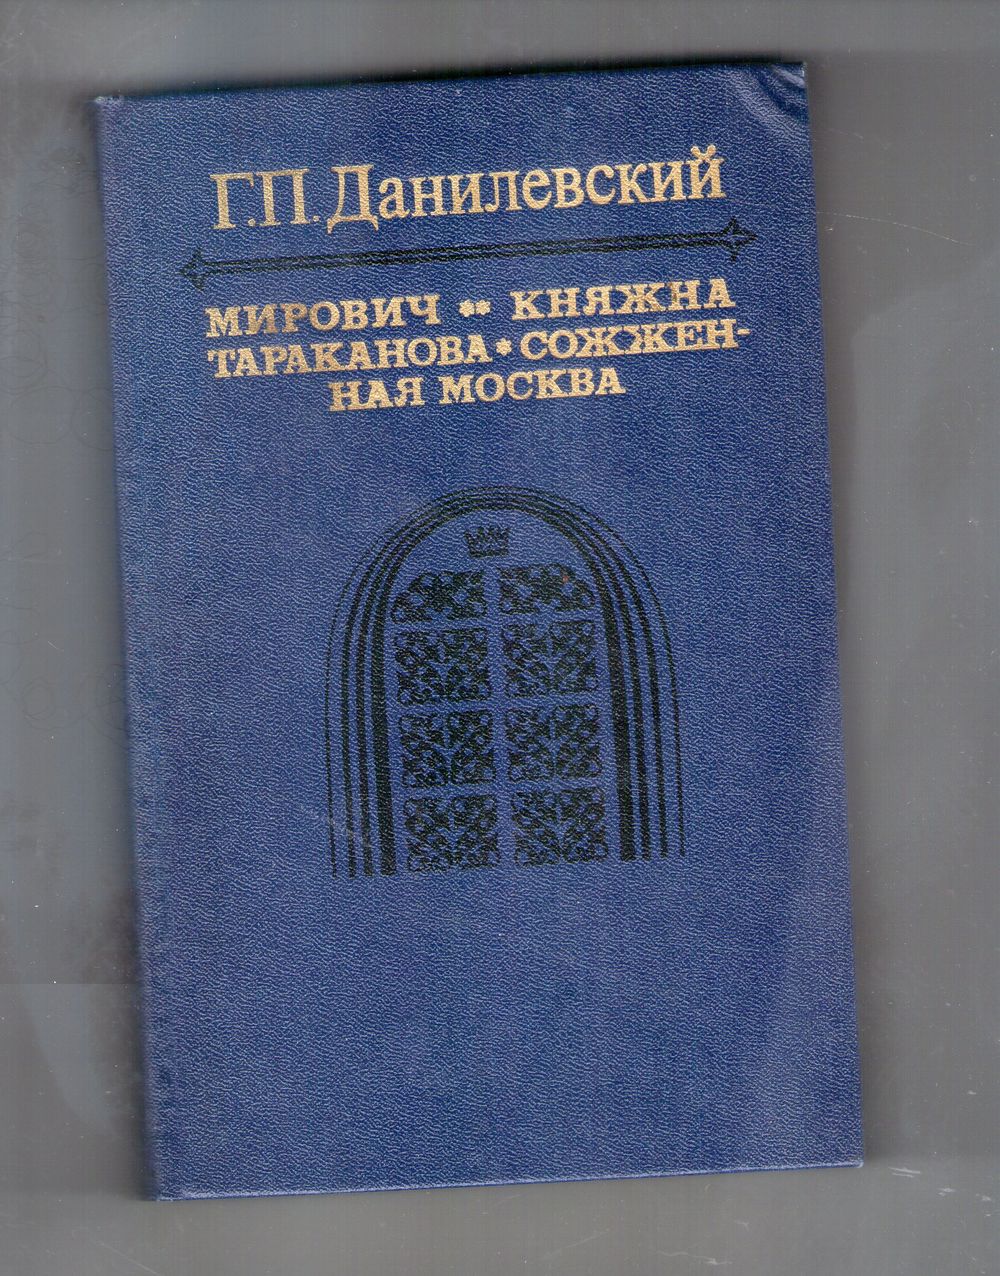 Г.П.Данилевский
МИРОВИЧ ** КНЯЖНА
ТАРАКАНОВА * СОЖЖЕН-
НАЯ МОСКВА